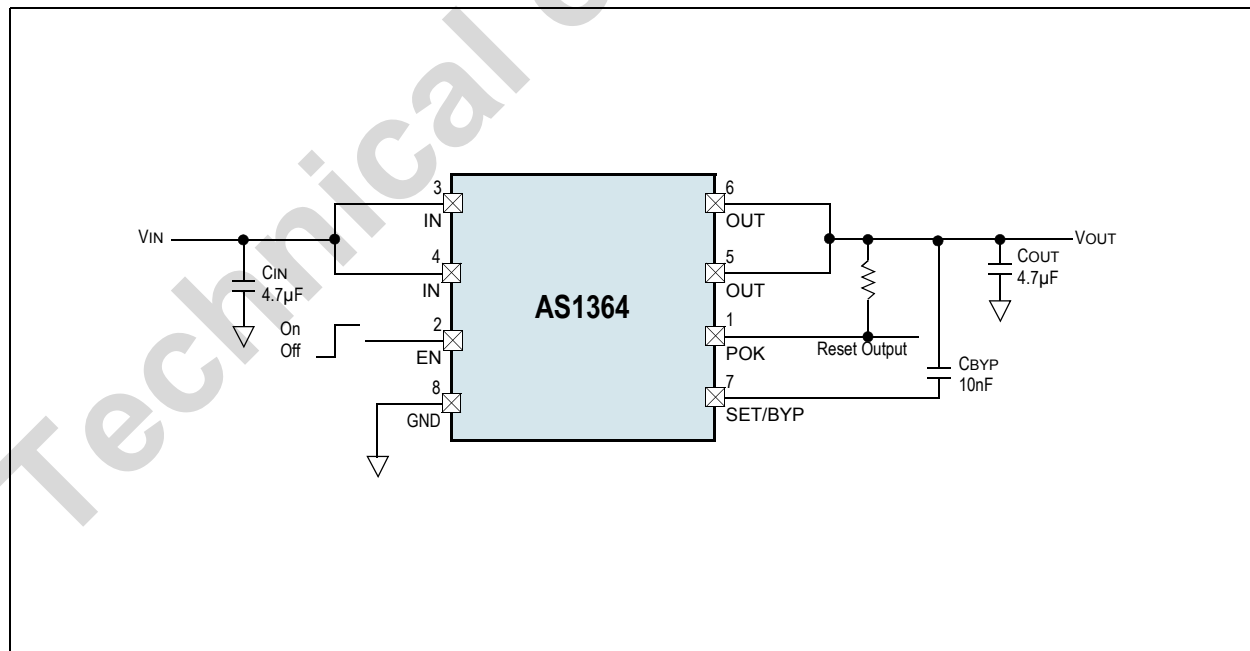 Technical
3
IN
VIN
4
IN
CIN
4.7µF
On
Off
2
EN
8
GND
AS1364
6
OUT
5
OUT
1
POK
7
SET/BYP
VOUT
COUT
4.7µF
Reset Output
CBYP
10nF